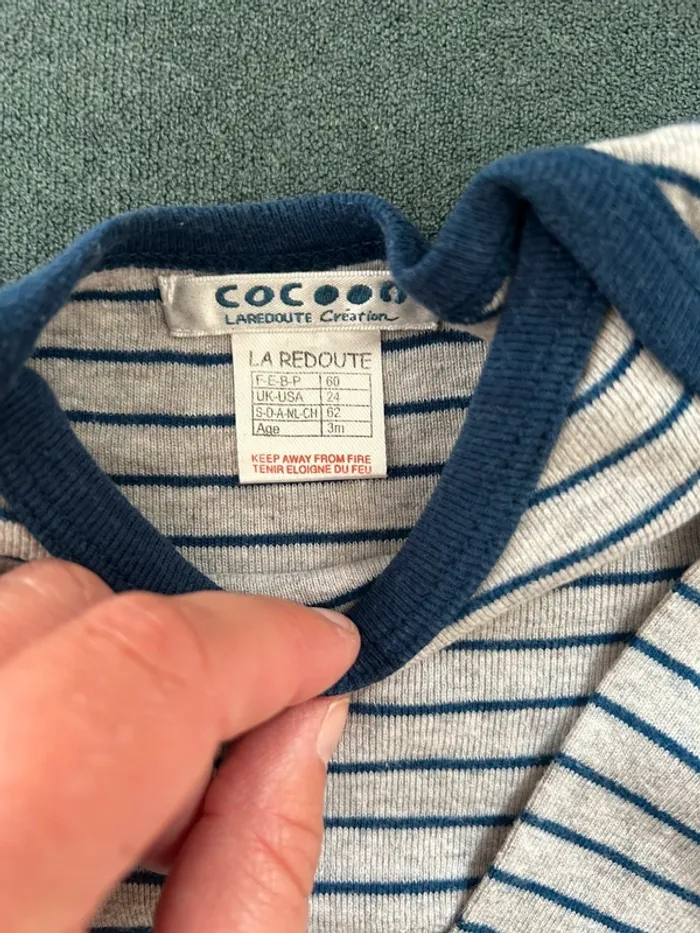 COCOON
LAREDOUTE Création
LA REDOUTE
F-E-B-P 60
UK-USA 24
S-D-A-NL-CH 62
Age 3m
KEEP AWAY FROM FIRE
TENIR ELOIGNE DU FEU